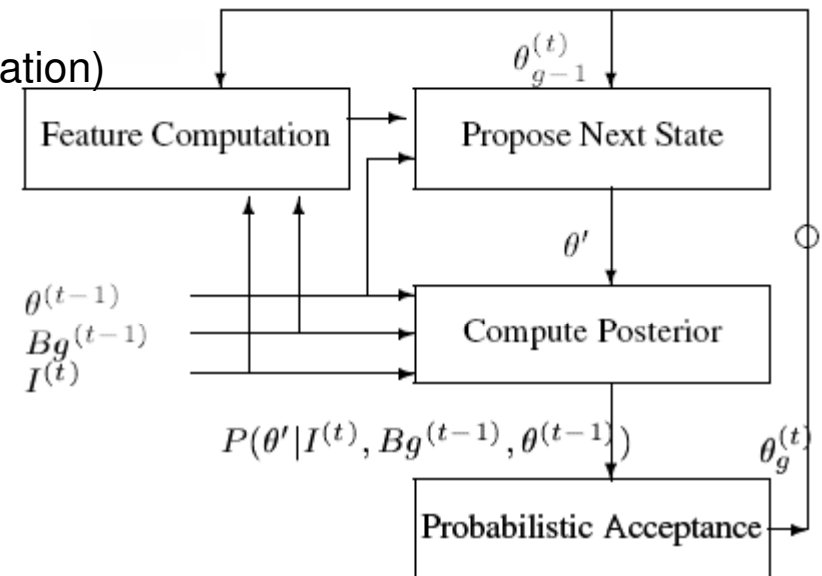 ation)
θ_{g-1}^{(t)}
Feature Computation
Propose Next State
θ'
θ^{(t-1)}
Bg^{(t-1)}
I^{(t)}
Compute Posterior
P(θ'|I^{(t)}, Bg^{(t-1)}, θ^{(t-1)})
θ_g^{(t)}
Probabilistic Acceptance